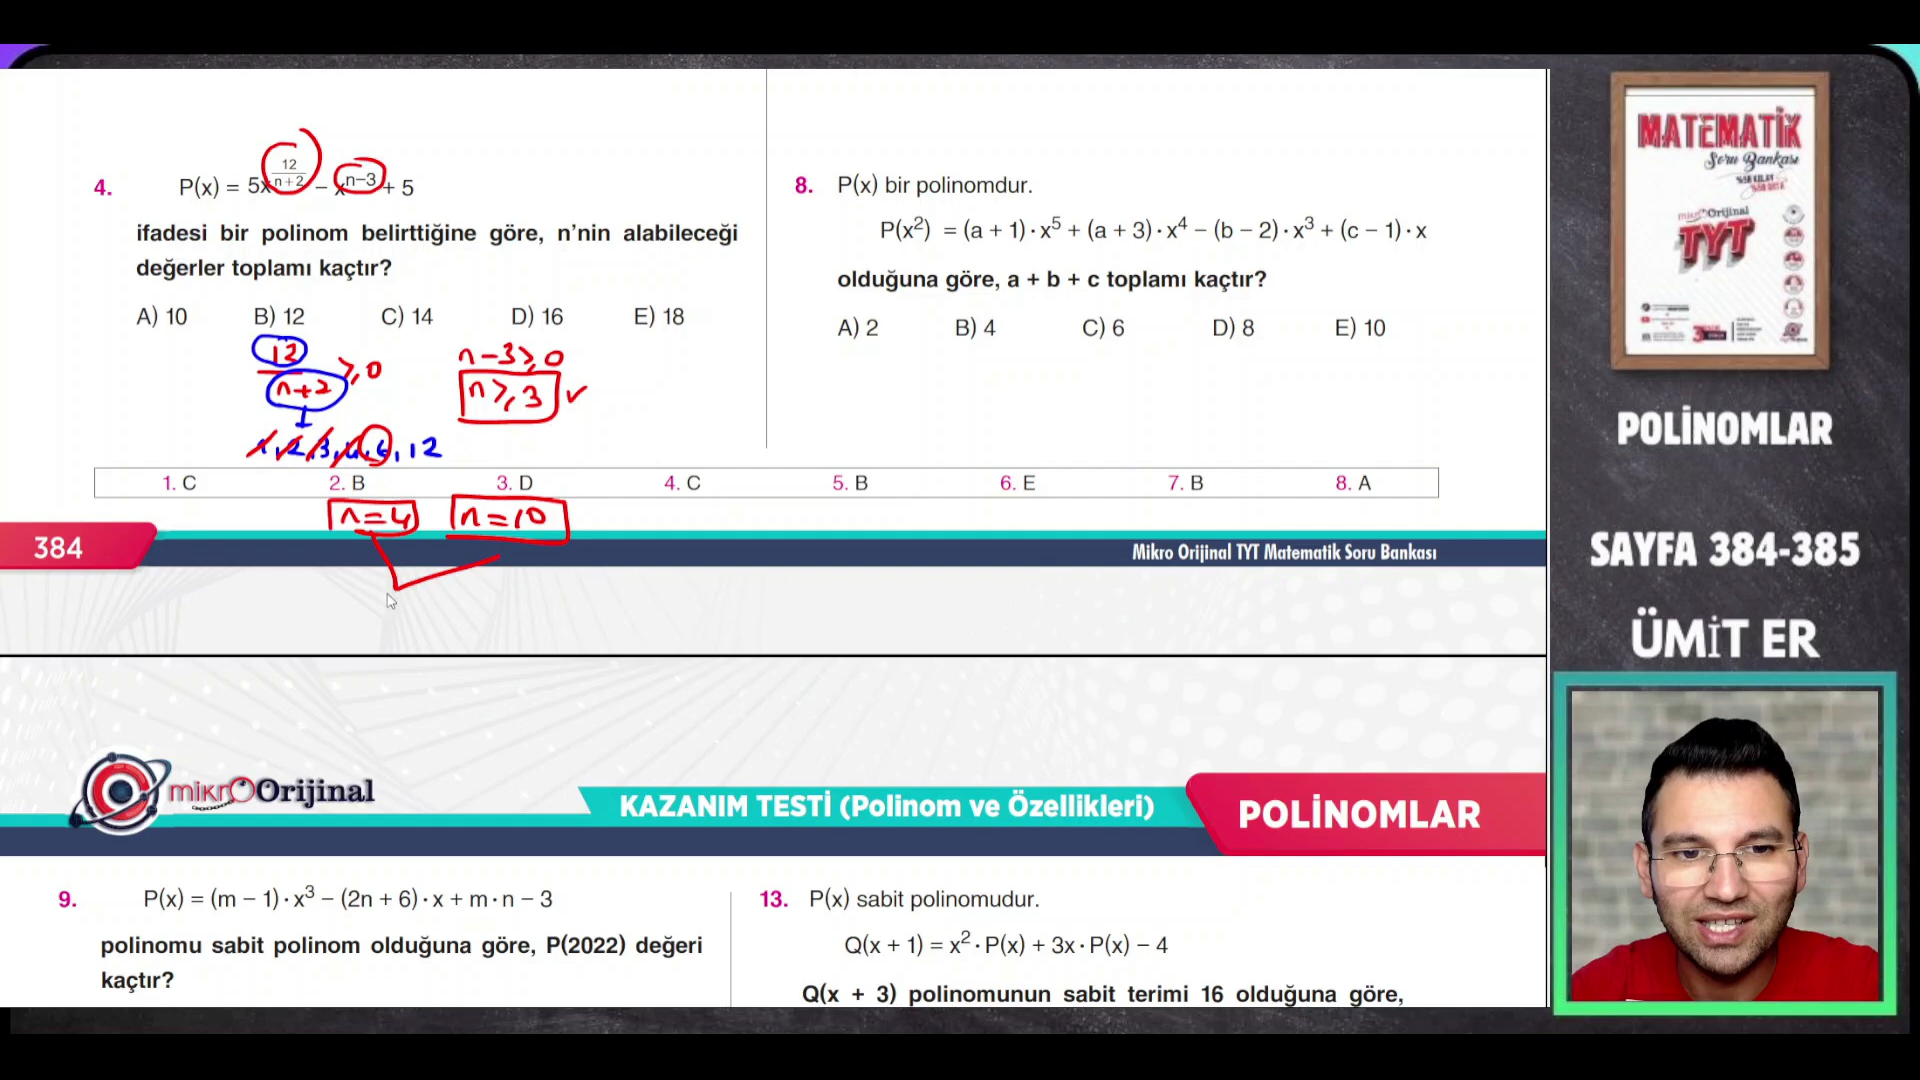 4. P(x) = 5x^(12/(n+2)) − x^(n−3) + 5
ifadesi bir polinom belirttiğine göre, n’nin alabileceği
değerler toplamı kaçtır?
A) 10 B) 12 C) 14 D) 16 E) 18
12/(n+2) ≥ 0
n−3 ≥ 0
n ≥ 3 ✓
1, 2, 3, 4, 6, 12
8. P(x) bir polinomdur.
P(x²) = (a + 1)·x⁵ + (a + 3)·x⁴ − (b − 2)·x³ + (c − 1)·x
olduğuna göre, a + b + c toplamı kaçtır?
A) 2 B) 4 C) 6 D) 8 E) 10
1. C 2. B 3. D 4. C 5. B 6. E 7. B 8. A
n=4 n=10
384
Mikro Orijinal TYT Matematik Soru Bankası
mikro Orijinal
KAZANIM TESTİ (Polinom ve Özellikleri)
POLİNOMLAR
9. P(x) = (m − 1)·x³ − (2n + 6)·x + m·n − 3
polinomu sabit polinom olduğuna göre, P(2022) değeri
kaçtır?
13. P(x) sabit polinomudur.
Q(x + 1) = x²·P(x) + 3x·P(x) − 4
Q(x + 3) polinomunun sabit terimi 16 olduğuna göre,
MATEMATİK
Soru Bankası
mikro Orijinal
TYT
POLİNOMLAR
SAYFA 384-385
ÜMİT ER